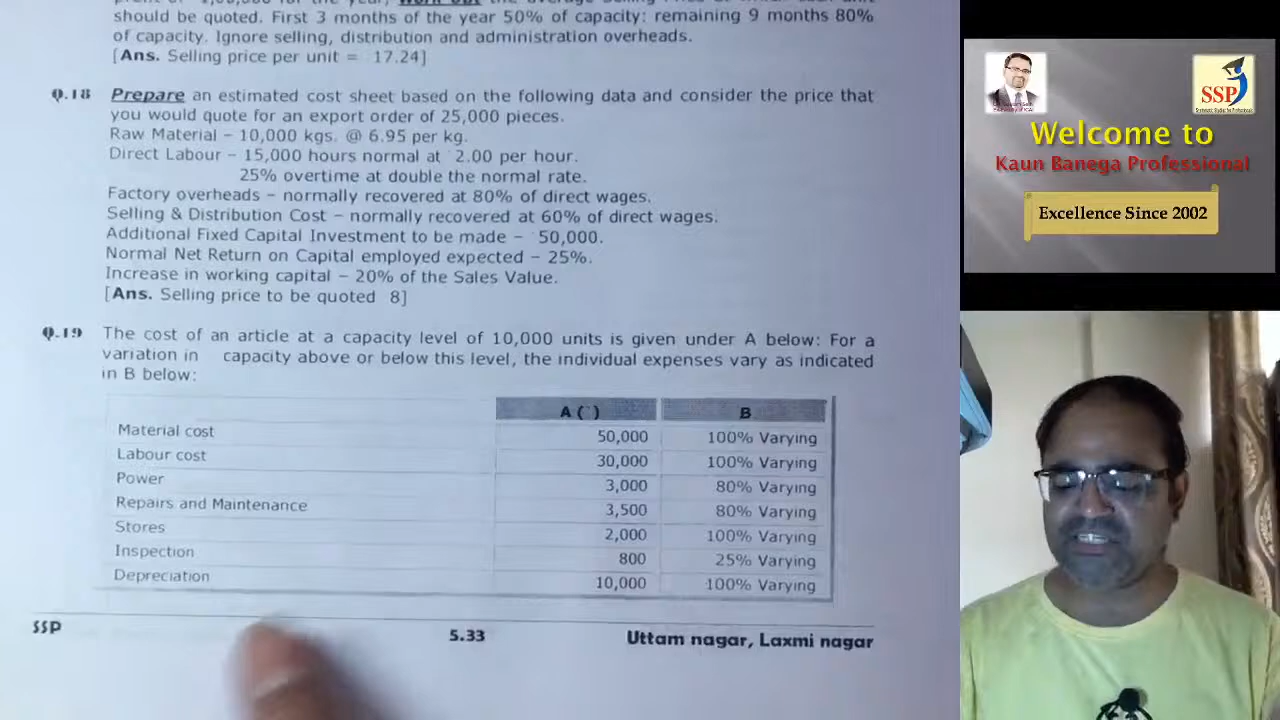 should be quoted. First 3 months of the year 50% of capacity: remaining 9 months 80%
of capacity. Ignore selling, distribution and administration overheads.
[Ans. Selling price per unit = 17.24]
Q.18 Prepare an estimated cost sheet based on the following data and consider the price that
you would quote for an export order of 25,000 pieces.
Raw Material – 10,000 kgs. @ 6.95 per kg.
Direct Labour – 15,000 hours normal at 2.00 per hour.
25% overtime at double the normal rate.
Factory overheads – normally recovered at 80% of direct wages.
Selling & Distribution Cost – normally recovered at 60% of direct wages.
Additional Fixed Capital Investment to be made – 50,000.
Normal Net Return on Capital employed expected – 25%.
Increase in working capital – 20% of the Sales Value.
[Ans. Selling price to be quoted 8]
Q.19 The cost of an article at a capacity level of 10,000 units is given under A below: For a
variation in capacity above or below this level, the individual expenses vary as indicated
in B below:
A ( ) B
Material cost 50,000 100% Varying
Labour cost 30,000 100% Varying
Power 3,000 80% Varying
Repairs and Maintenance 3,500 80% Varying
Stores 2,000 100% Varying
Inspection 800 25% Varying
Depreciation 10,000 100% Varying
SSP 5.33 Uttam nagar, Laxmi nagar
SSP
Welcome to
Kaun Banega Professional
Excellence Since 2002